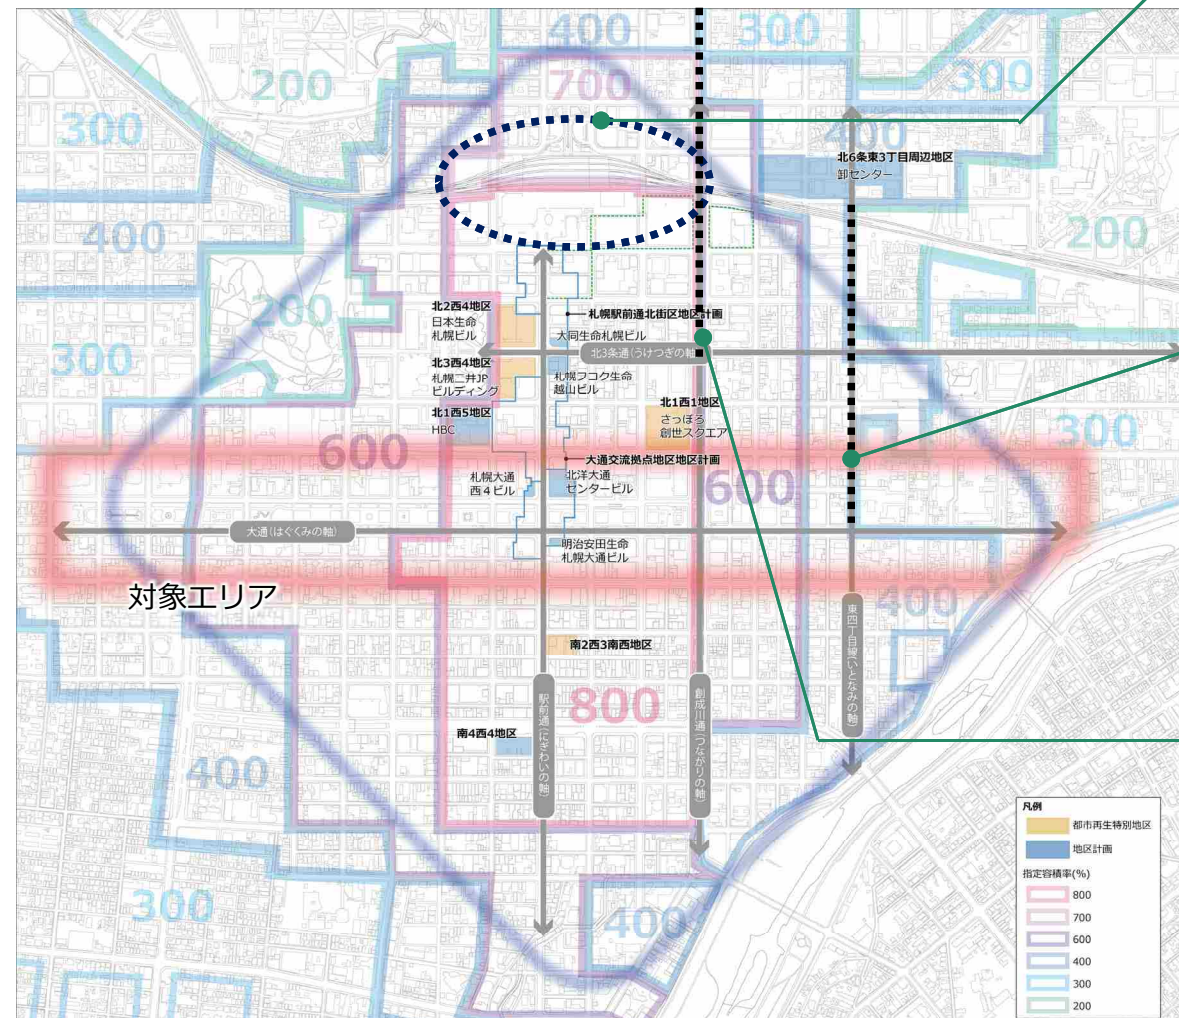 400
300
700
200
300
300
400
北6条東3丁目周辺地区
卸センター
400
200
200
北2西4地区
日本生命
札幌ビル
札幌駅前通北街区地区計画
大同生命札幌ビル
北3条通(うけつぎの軸)
300
北3西4地区
札幌三井JP
ビルディング
札幌フコク生命
越山ビル
北1西5地区
HBC
北1西1地区
さっぽろ
創世スクエア
300
600
大通交流拠点地区地区計画
札幌大通
西4ビル
北洋大通
センタービル
600
大通(はぐくみの軸)
明治安田生命
札幌大通ビル
対象エリア
400
南2西3南西地区
東四丁目線(いとなみの軸)
800
駅前通(にぎわいの軸)
創成川通(つながりの軸)
南4西4地区
400
300
400
凡例
都市再生特別地区
地区計画
指定容積率(%)
800
700
600
400
300
200